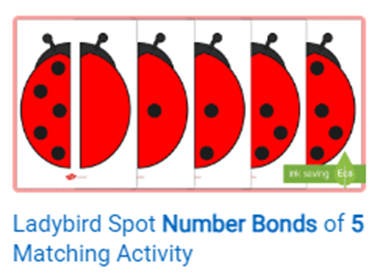 ink saving Eco
Ladybird Spot Number Bonds of 5
Matching Activity